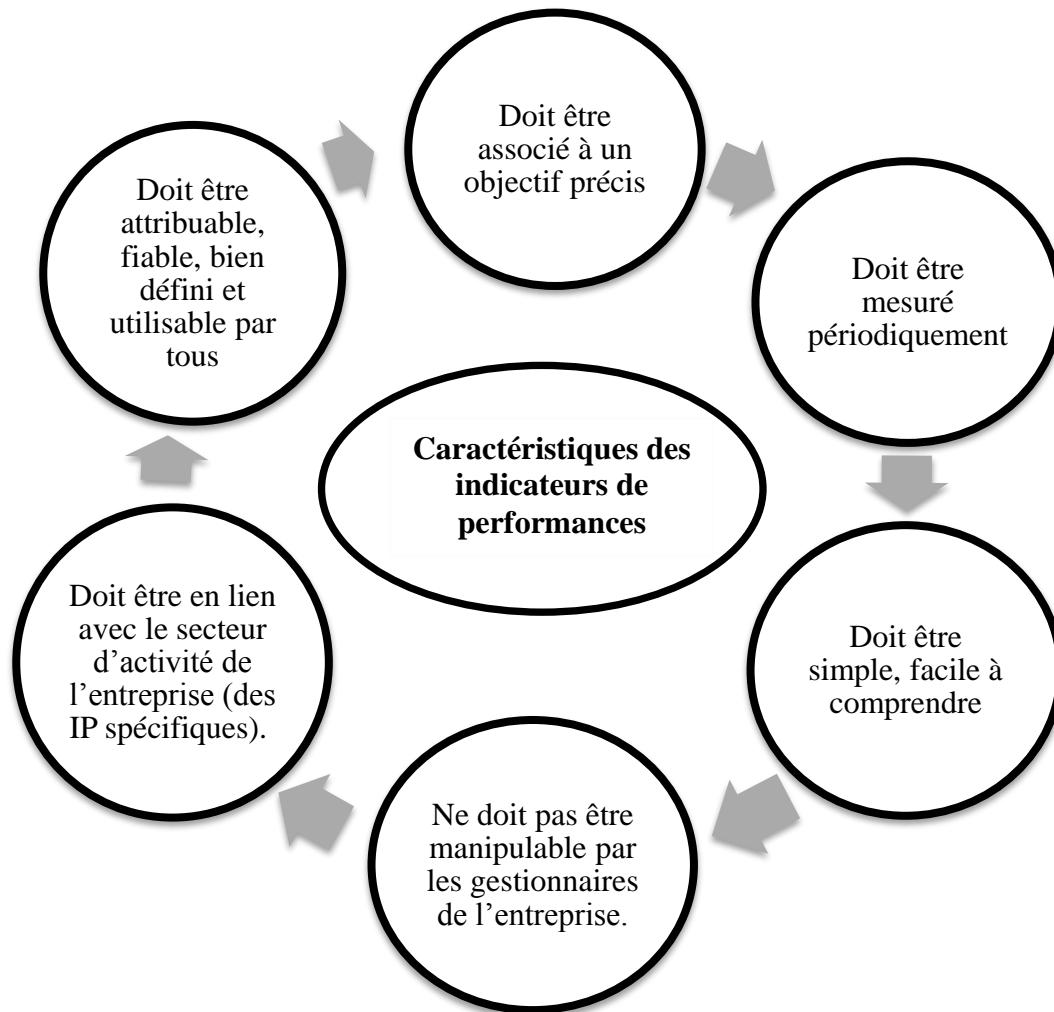 Doit être
associé à un
objectif précis
Doit être
mesuré
périodiquement
Doit être
simple, facile à
comprendre
Ne doit pas être
manipulable par
les gestionnaires
de l’entreprise.
Doit être en lien
avec le secteur
d’activité de
l’entreprise (des
IP spécifiques).
Doit être
attribuable,
fiable, bien
défini et
utilisable par
tous
Caractéristiques des
indicateurs de
performances